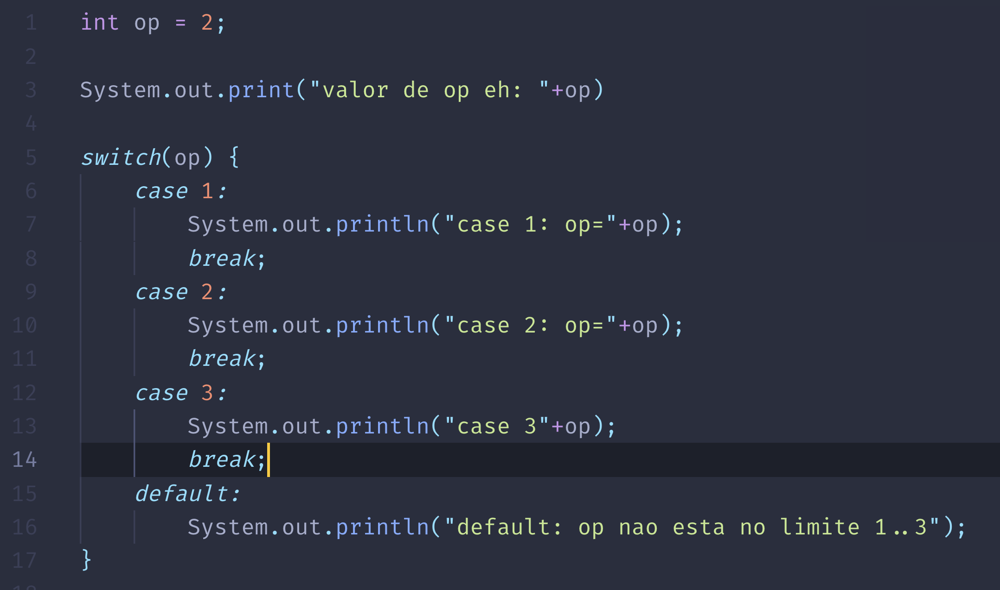 1 int op = 2;
2
3 System.out.print("valor de op eh: "+op)
4
5 switch(op) {
6 case 1:
7 System.out.println("case 1: op="+op);
8 break;
9 case 2:
10 System.out.println("case 2: op="+op);
11 break;
12 case 3:
13 System.out.println("case 3"+op);
14 break;
15 default:
16 System.out.println("default: op nao esta no limite 1..3");
17 }
18